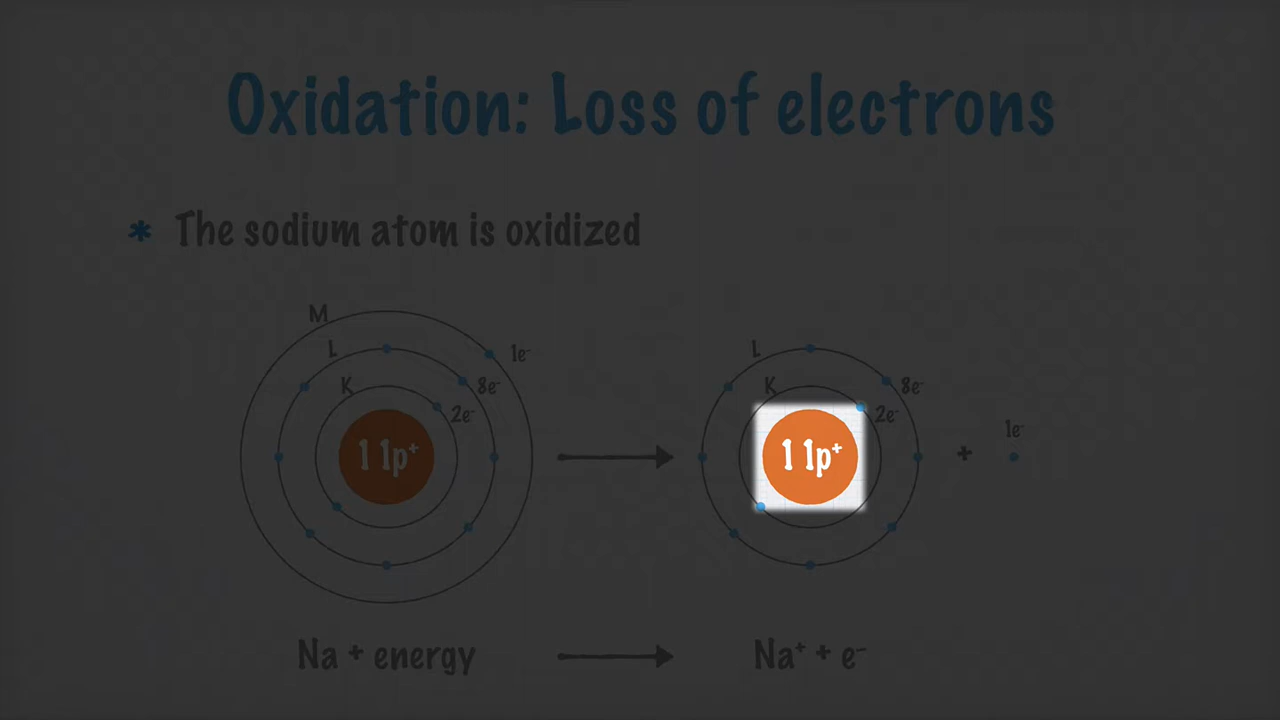 Oxidation: Loss of electrons
* The sodium atom is oxidized
M
L
K
1e⁻
8e⁻
2e⁻
11p⁺
L
K
8e⁻
2e⁻
11p⁺
+
1e⁻
Na + energy
Na⁺ + e⁻